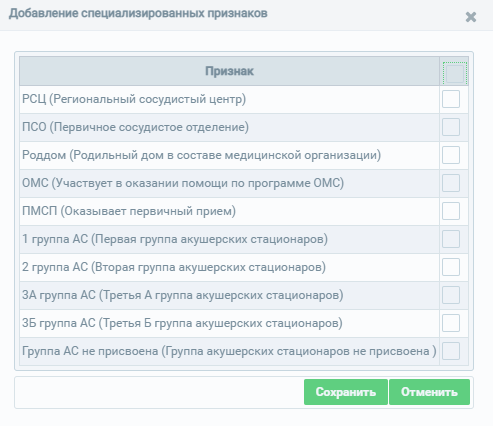 Добавление специализированных признаков
Признак
РСЦ (Региональный сосудистый центр)
ПСО (Первичное сосудистое отделение)
Роддом (Родильный дом в составе медицинской организации)
ОМС (Участвует в оказании помощи по программе ОМС)
ПМСП (Оказывает первичный прием)
1 группа АС (Первая группа акушерских стационаров)
2 группа АС (Вторая группа акушерских стационаров)
3А группа АС (Третья А группа акушерских стационаров)
3Б группа АС (Третья Б группа акушерских стационаров)
Группа АС не присвоена (Группа акушерских стационаров не присвоена )
Сохранить Отменить